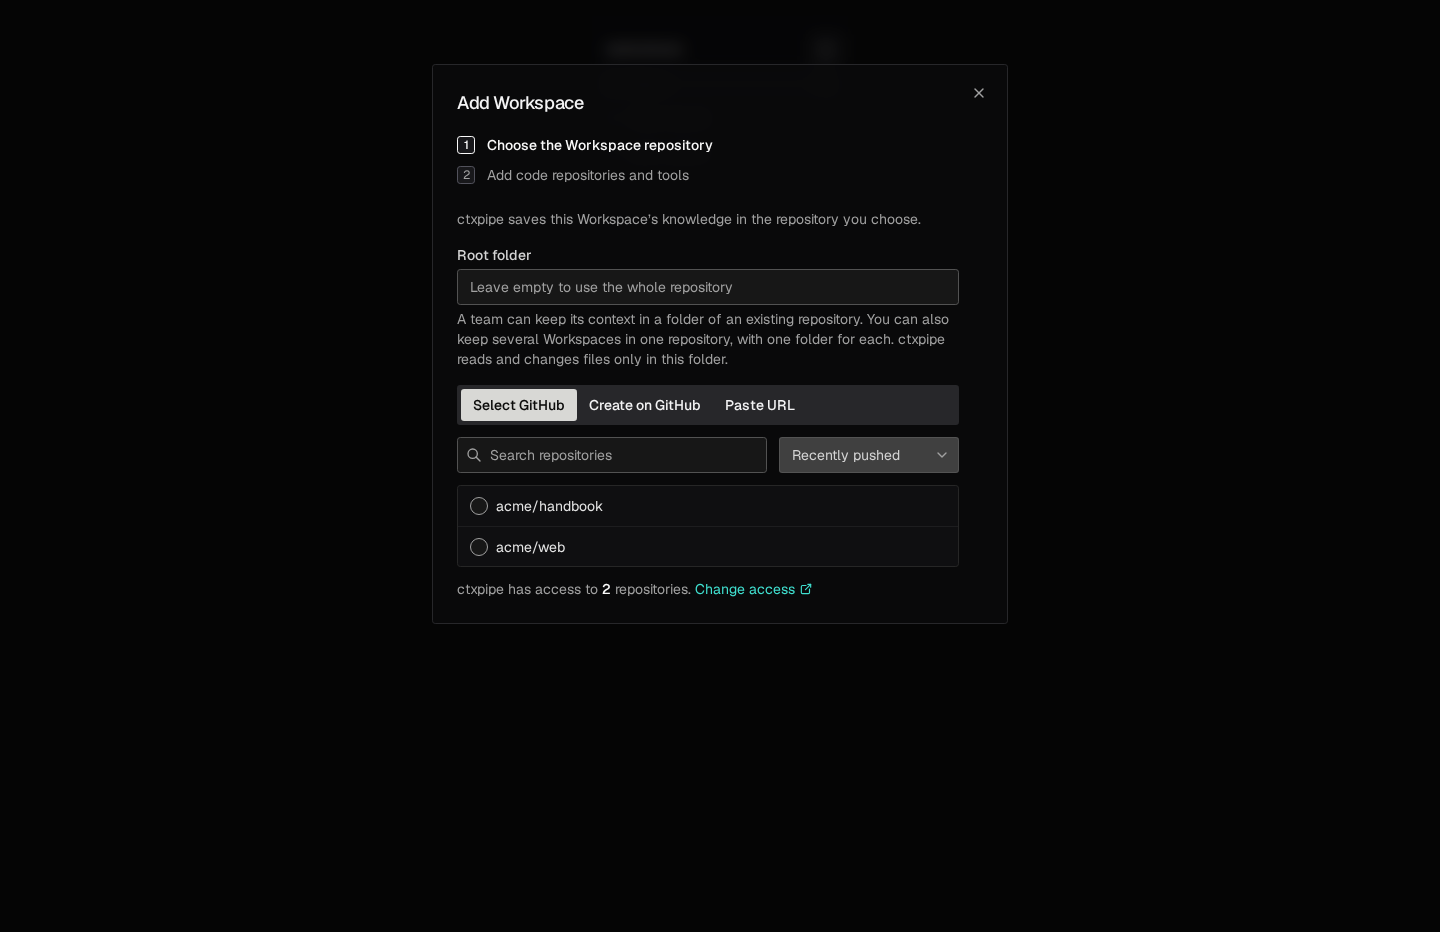 Add Workspace
1 Choose the Workspace repository
2 Add code repositories and tools
ctxpipe saves this Workspace's knowledge in the repository you choose.
Root folder
Leave empty to use the whole repository
A team can keep its context in a folder of an existing repository. You can also
keep several Workspaces in one repository, with one folder for each. ctxpipe
reads and changes files only in this folder.
Select GitHub Create on GitHub Paste URL
Search repositories Recently pushed
acme/handbook
acme/web
ctxpipe has access to 2 repositories. Change access